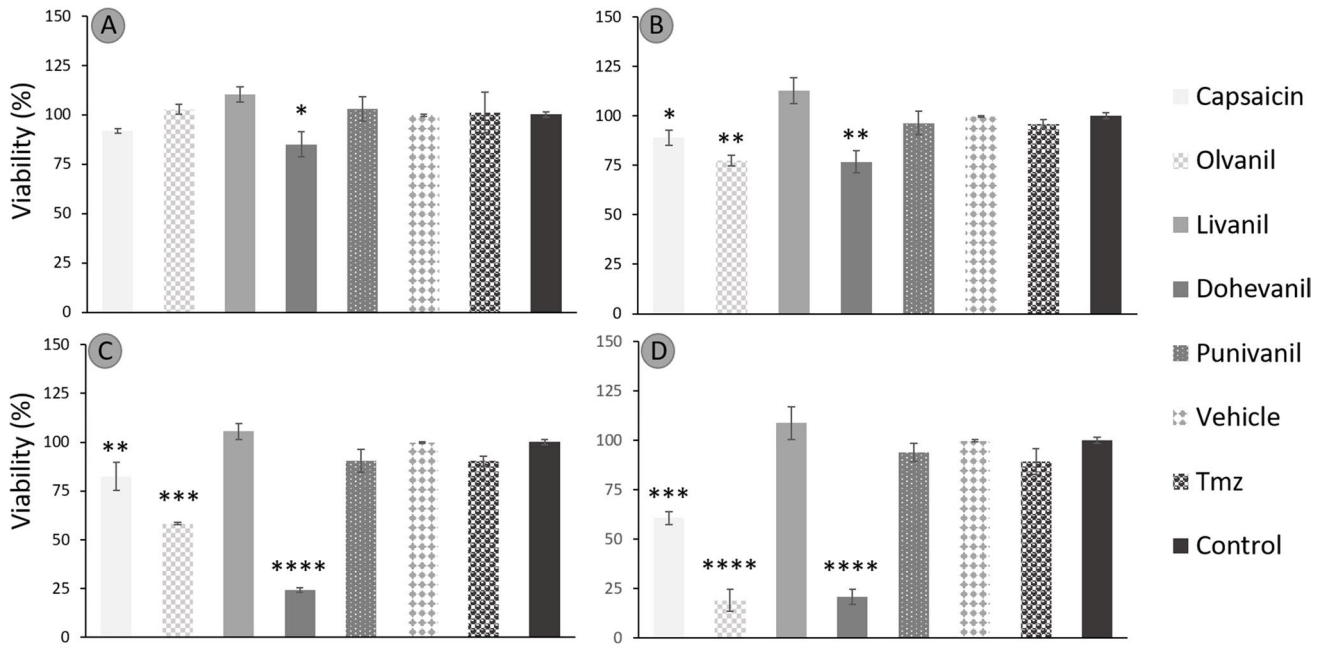 A
Viability (%)
150
125
100
75
50
25
0
*
B
150
125
100
75
50
25
0
*
**
**
Capsaicin
Olvanil
Livanil
Dohevanil
Punivanil
Vehicle
Tmz
Control
C
Viability (%)
150
125
100
75
50
25
0
**
***
****
D
150
125
100
75
50
25
0
***
****
****